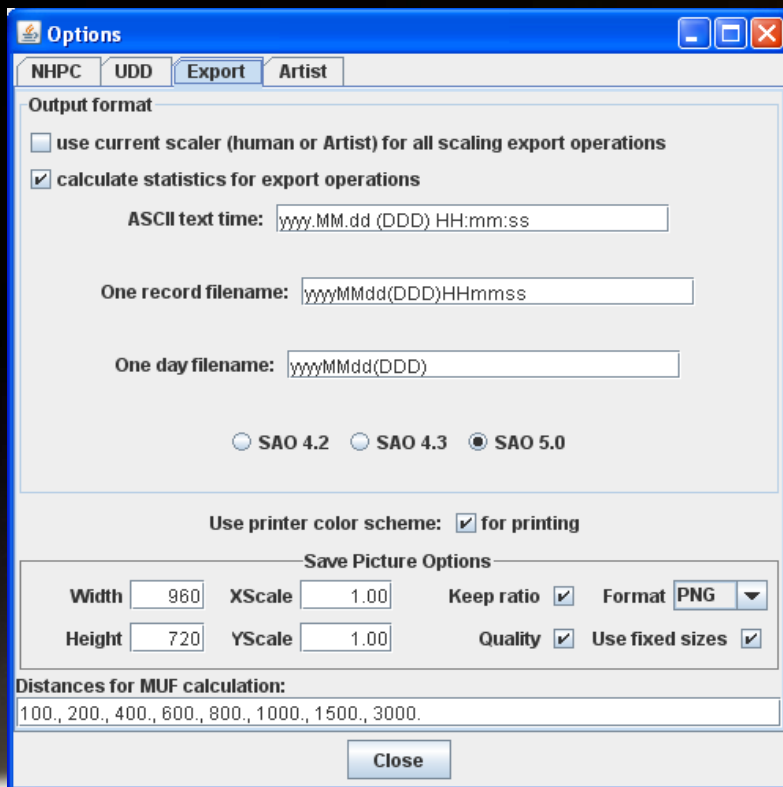 Options
NHPC UDD Export Artist
Output format
use current scaler (human or Artist) for all scaling export operations
calculate statistics for export operations
ASCII text time: yyyy.MM.dd (DDD) HH:mm:ss
One record filename: yyyyMMdd(DDD)HHmmss
One day filename: yyyyMMdd(DDD)
SAO 4.2 SAO 4.3 SAO 5.0
Use printer color scheme: for printing
Save Picture Options
Width 960 XScale 1.00 Keep ratio Format PNG
Height 720 YScale 1.00 Quality Use fixed sizes
Distances for MUF calculation:
100., 200., 400., 600., 800., 1000., 1500., 3000.
Close